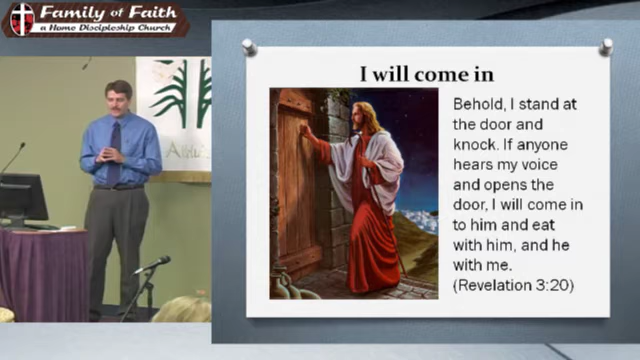 Family of Faith
a Home Discipleship Church
I will come in
Behold, I stand at
the door and
knock. If anyone
hears my voice
and opens the
door, I will come in
to him and eat
with him, and he
with me.
(Revelation 3:20)